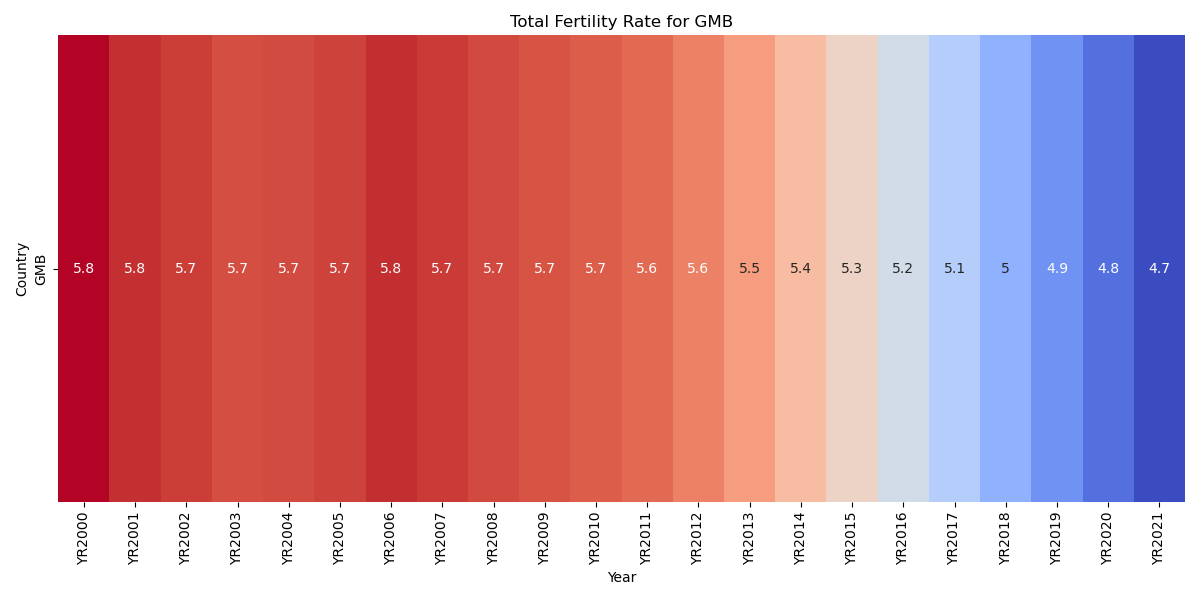 Total Fertility Rate for GMB
Country
GMB
5.8 5.8 5.7 5.7 5.7 5.7 5.8 5.7 5.7 5.7 5.7 5.6 5.6 5.5 5.4 5.3 5.2 5.1 5 4.9 4.8 4.7
YR2000 YR2001 YR2002 YR2003 YR2004 YR2005 YR2006 YR2007 YR2008 YR2009 YR2010 YR2011 YR2012 YR2013 YR2014 YR2015 YR2016 YR2017 YR2018 YR2019 YR2020 YR2021
Year